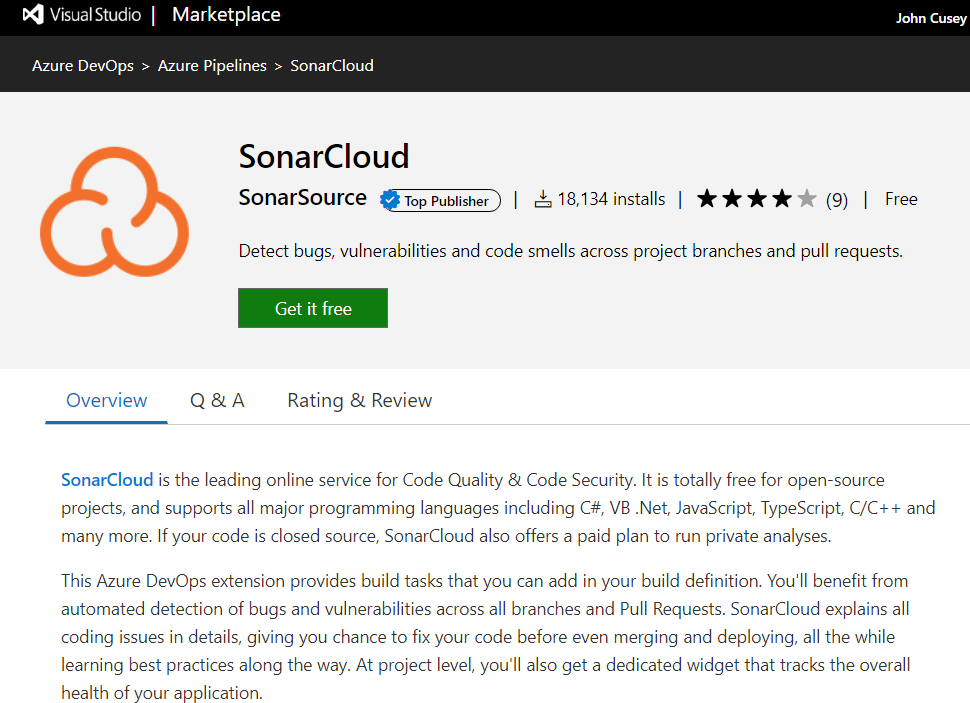 Visual Studio | Marketplace
John Cusey
Azure DevOps > Azure Pipelines > SonarCloud
SonarCloud
SonarSource Top Publisher | 18,134 installs | (9) | Free
Detect bugs, vulnerabilities and code smells across project branches and pull requests.
Get it free
Overview Q & A Rating & Review
SonarCloud is the leading online service for Code Quality & Code Security. It is totally free for open-source
projects, and supports all major programming languages including C#, VB .Net, JavaScript, TypeScript, C/C++ and
many more. If your code is closed source, SonarCloud also offers a paid plan to run private analyses.
This Azure DevOps extension provides build tasks that you can add in your build definition. You'll benefit from
automated detection of bugs and vulnerabilities across all branches and Pull Requests. SonarCloud explains all
coding issues in details, giving you chance to fix your code before even merging and deploying, all the while
learning best practices along the way. At project level, you'll also get a dedicated widget that tracks the overall
health of your application.